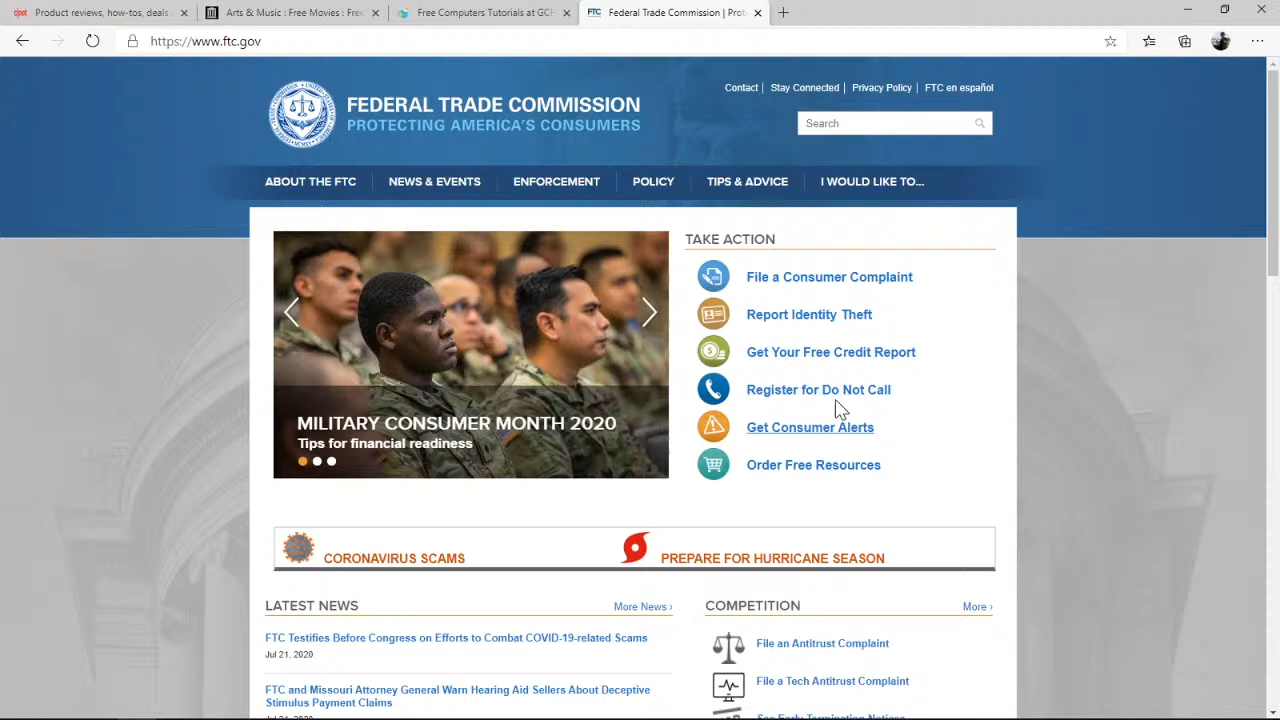 cnet Product reviews, how-tos, deals
Arts & Music : Free Movies : Free
Free Computers Tutorials at GCF
FTC Federal Trade Commission | Prot
https://www.ftc.gov
Contact | Stay Connected | Privacy Policy | FTC en español
FEDERAL TRADE COMMISSION
PROTECTING AMERICA'S CONSUMERS
Search
ABOUT THE FTC
NEWS & EVENTS
ENFORCEMENT
POLICY
TIPS & ADVICE
I WOULD LIKE TO...
MILITARY CONSUMER MONTH 2020
Tips for financial readiness
TAKE ACTION
File a Consumer Complaint
Report Identity Theft
Get Your Free Credit Report
Register for Do Not Call
Get Consumer Alerts
Order Free Resources
CORONAVIRUS SCAMS
PREPARE FOR HURRICANE SEASON
LATEST NEWS
More News ›
FTC Testifies Before Congress on Efforts to Combat COVID-19-related Scams
Jul 21, 2020
FTC and Missouri Attorney General Warn Hearing Aid Sellers About Deceptive
Stimulus Payment Claims
COMPETITION
More ›
File an Antitrust Complaint
File a Tech Antitrust Complaint
See Early Termination Notices